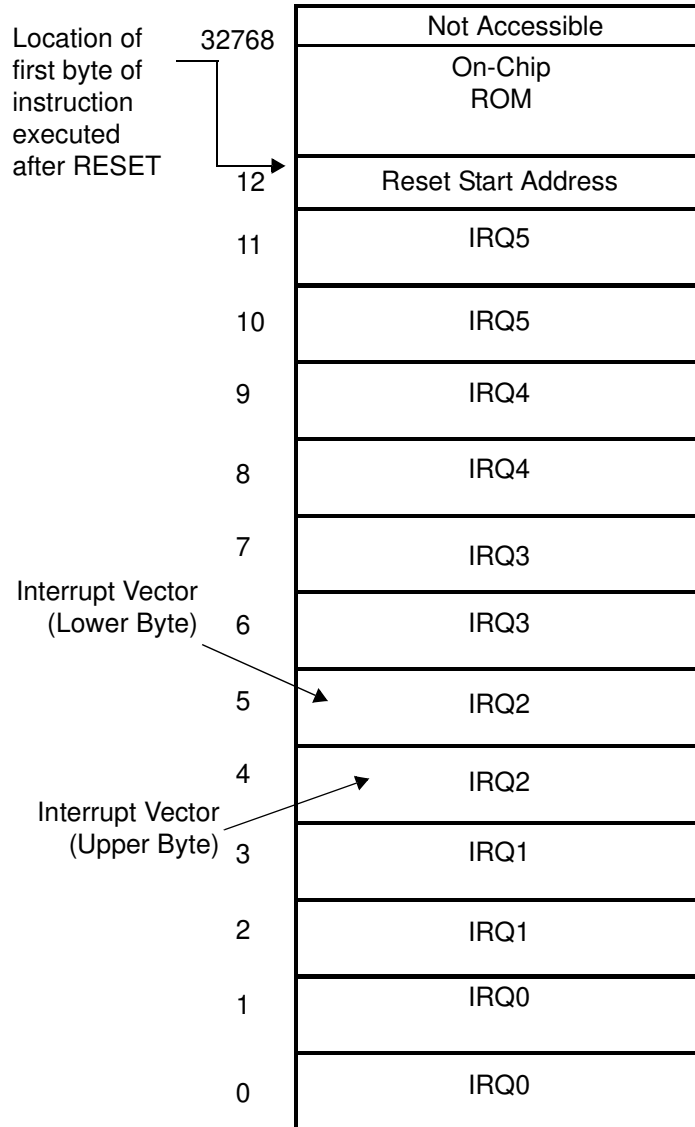 Location of
first byte of
instruction
executed
after RESET
32768
Not Accessible
On-Chip
ROM
12
Reset Start Address
11
IRQ5
10
IRQ5
9
IRQ4
8
IRQ4
7
IRQ3
Interrupt Vector
(Lower Byte)
6
IRQ3
5
IRQ2
4
IRQ2
Interrupt Vector
(Upper Byte)
3
IRQ1
2
IRQ1
1
IRQ0
0
IRQ0